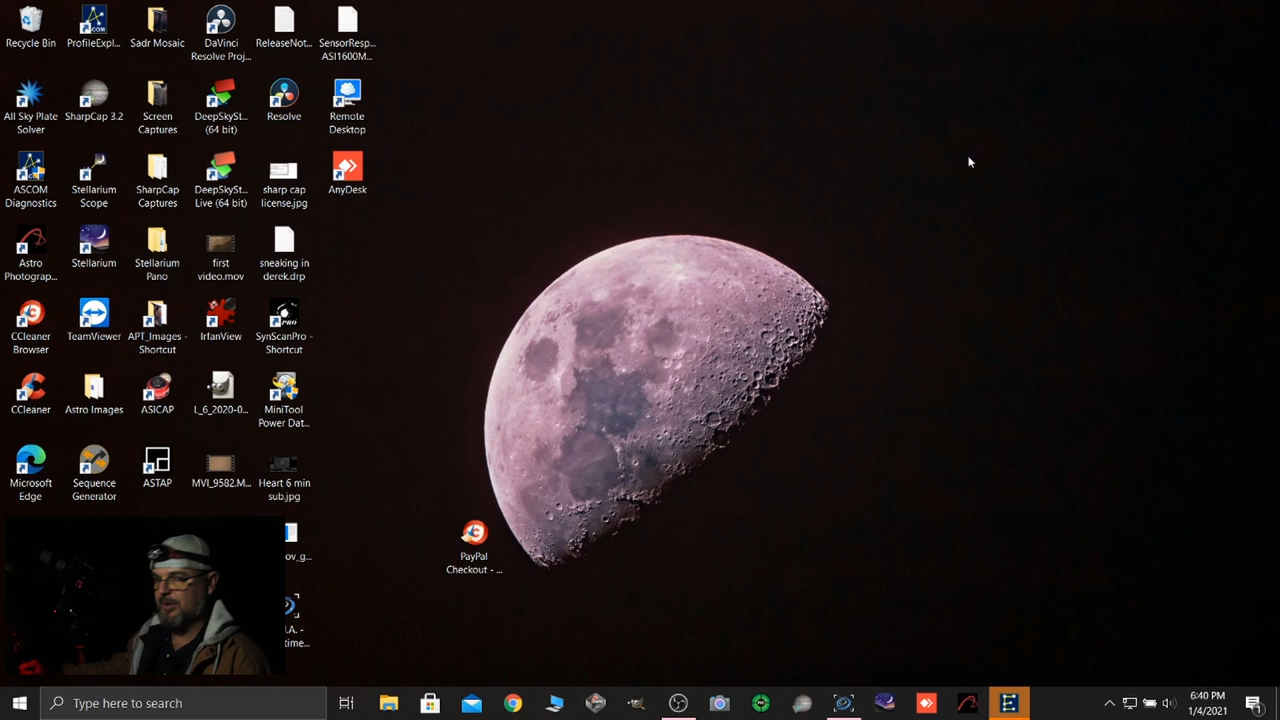 Recycle Bin
ProfileExpl...
Sadr Mosaic
DaVinci
Resolve Proj...
ReleaseNot...
SensorResp...
ASI1600M...
All Sky Plate
Solver
SharpCap 3.2
Screen
Captures
DeepSkySt...
(64 bit)
Resolve
Remote
Desktop
ASCOM
Diagnostics
Stellarium
Scope
SharpCap
Captures
DeepSkySt...
Live (64 bit)
sharp cap
license.jpg
AnyDesk
Astro
Photograp...
Stellarium
Stellarium
Pano
first
video.mov
sneaking in
derek.drp
CCleaner
Browser
TeamViewer
APT_Images -
Shortcut
IrfanView
SynScanPro -
Shortcut
CCleaner
Astro Images
ASICAP
L_6_2020-0...
MiniTool
Power Dat...
Microsoft
Edge
Sequence
Generator
ASTAP
MVI_9582.M...
Heart 6 min
sub.jpg
ov_g...
I.A. -
time...
PayPal
Checkout - ...
Type here to search
6:40 PM
1/4/2021